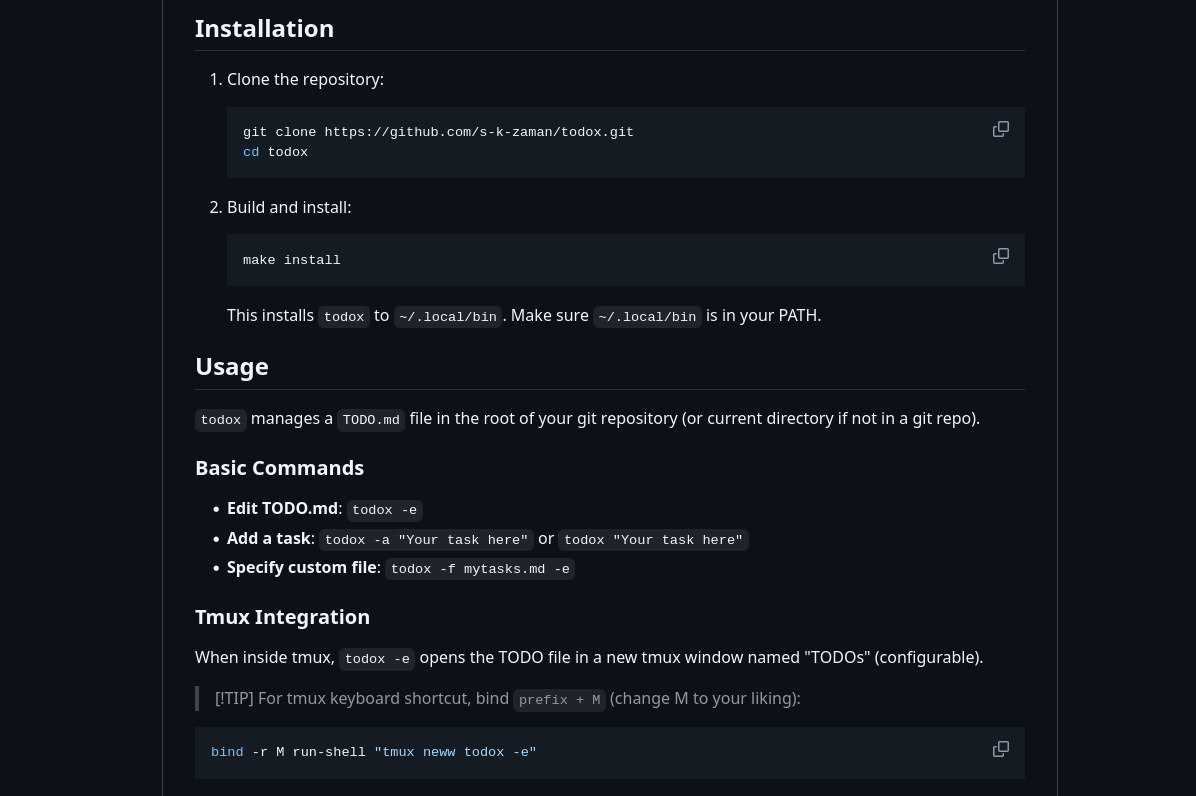 Installation
1. Clone the repository:
git clone https://github.com/s-k-zaman/todox.git
cd todox
2. Build and install:
make install
This installs todox to ~/.local/bin. Make sure ~/.local/bin is in your PATH.
Usage
todox manages a TODO.md file in the root of your git repository (or current directory if not in a git repo).
Basic Commands
• Edit TODO.md: todox -e
• Add a task: todox -a "Your task here" or todox "Your task here"
• Specify custom file: todox -f mytasks.md -e
Tmux Integration
When inside tmux, todox -e opens the TODO file in a new tmux window named "TODOs" (configurable).
[!TIP] For tmux keyboard shortcut, bind prefix + M (change M to your liking):
bind -r M run-shell "tmux neww todox -e"